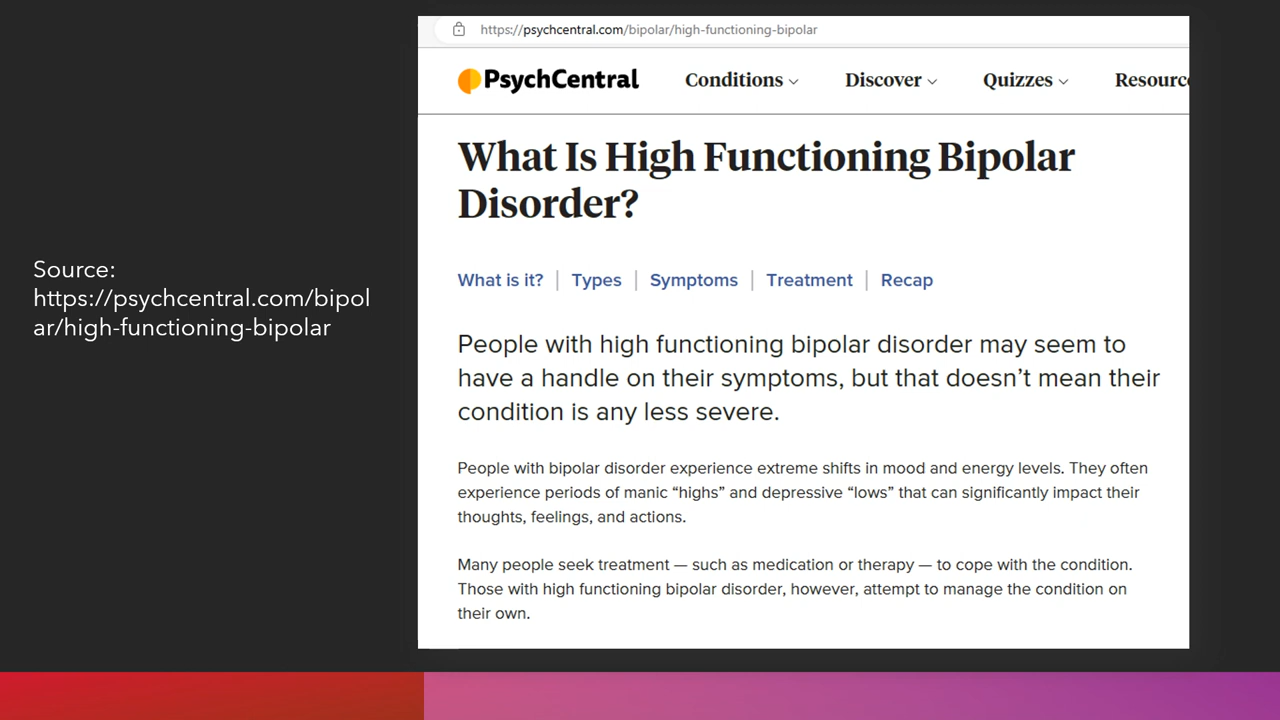 https://psychcentral.com/bipolar/high-functioning-bipolar
PsychCentral Conditions Discover Quizzes Resourc
What Is High Functioning Bipolar
Disorder?
What is it? | Types | Symptoms | Treatment | Recap
Source:
https://psychcentral.com/bipol
ar/high-functioning-bipolar
People with high functioning bipolar disorder may seem to
have a handle on their symptoms, but that doesn’t mean their
condition is any less severe.
People with bipolar disorder experience extreme shifts in mood and energy levels. They often
experience periods of manic “highs” and depressive “lows” that can significantly impact their
thoughts, feelings, and actions.
Many people seek treatment — such as medication or therapy — to cope with the condition.
Those with high functioning bipolar disorder, however, attempt to manage the condition on
their own.